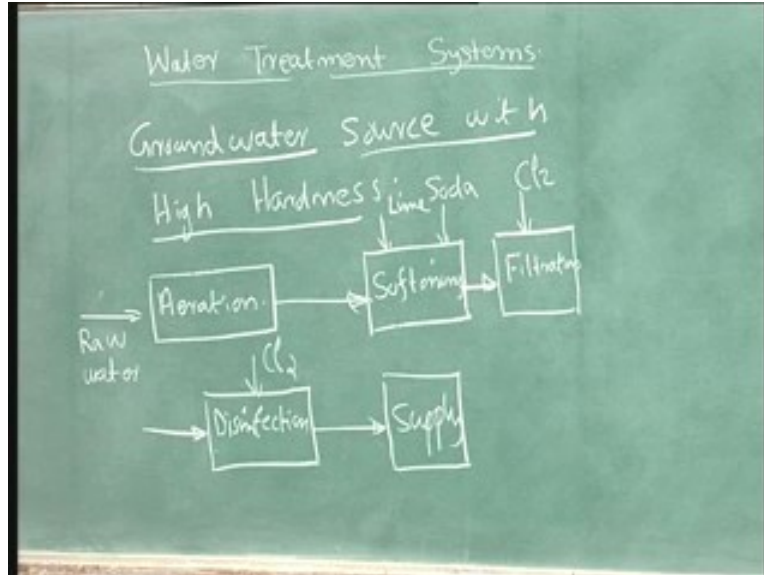 Water Treatment Systems.
Groundwater Source with
High Hardness
Lime Soda Cl2
Aeration. Softening Filtration
Raw
water
Cl2
Disinfection Supply